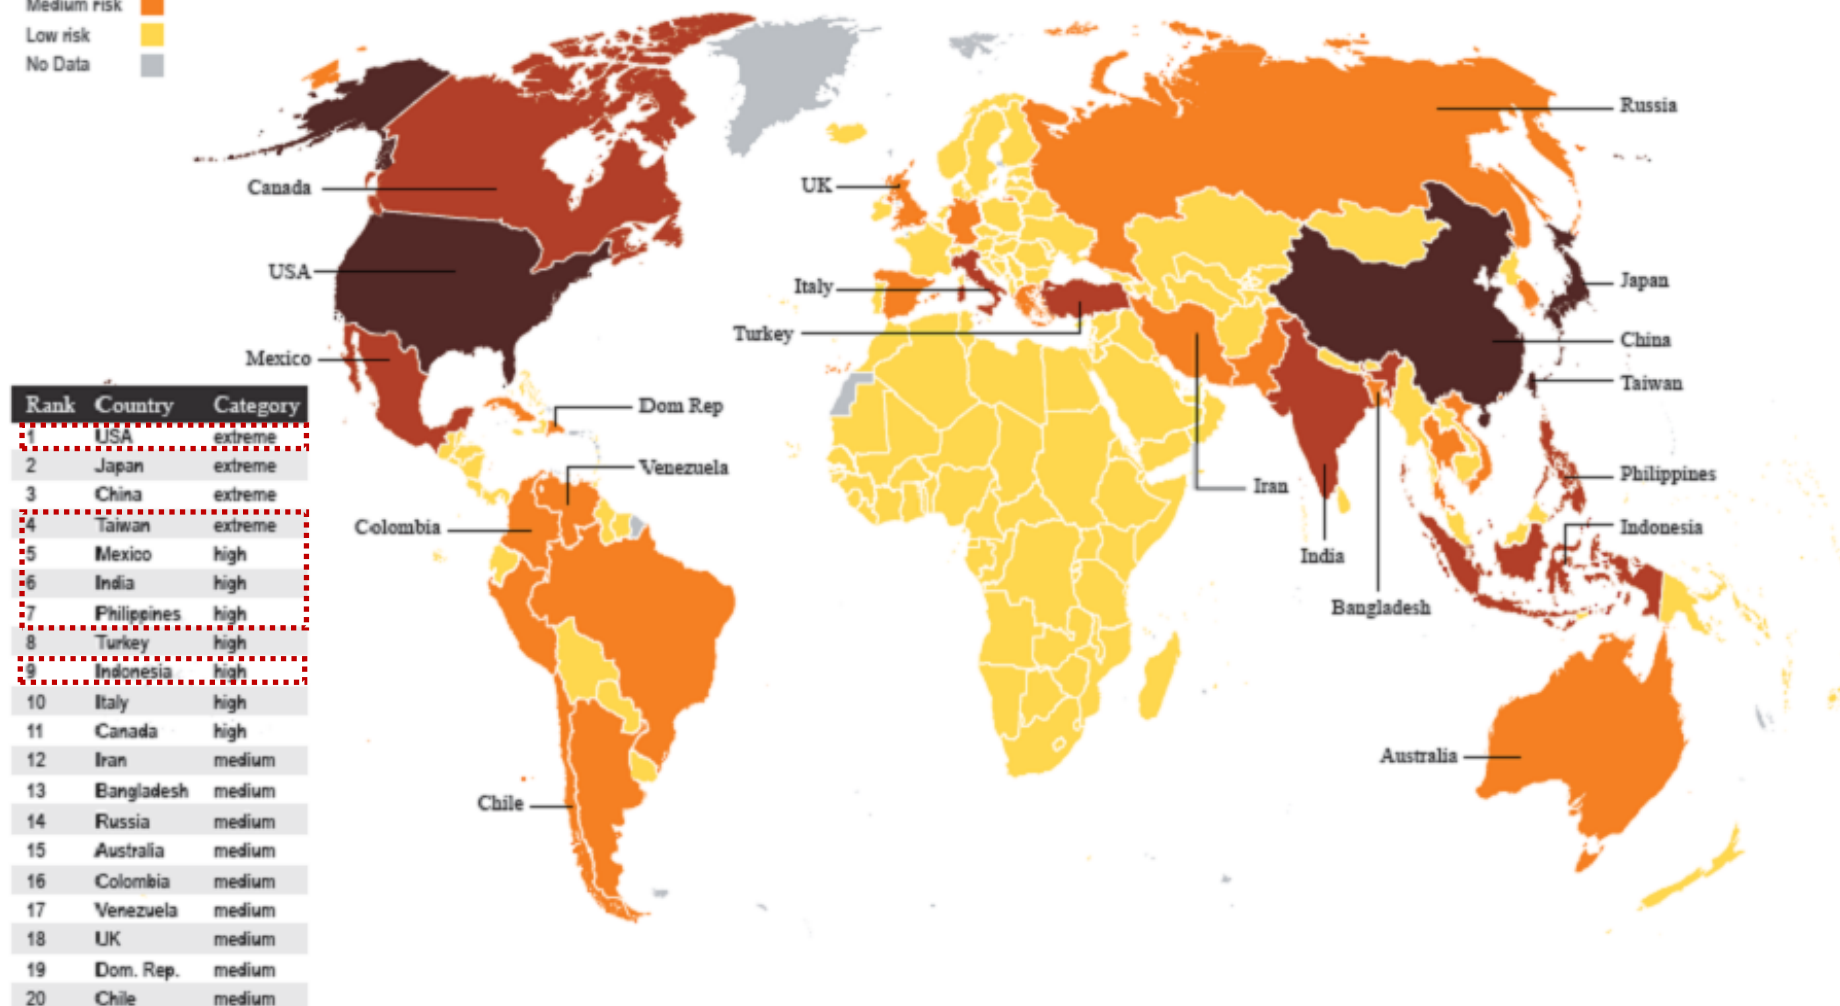 Medium risk
Low risk
No Data
Russia
Canada
UK
USA
Italy
Japan
Turkey
China
Mexico
Taiwan
Dom Rep
Venezuela
Philippines
Iran
Colombia
Indonesia
India
Bangladesh
Australia
Chile
Rank Country Category
1 USA extreme
2 Japan extreme
3 China extreme
4 Taiwan extreme
5 Mexico high
6 India high
7 Philippines high
8 Turkey high
9 Indonesia high
10 Italy high
11 Canada high
12 Iran medium
13 Bangladesh medium
14 Russia medium
15 Australia medium
16 Colombia medium
17 Venezuela medium
18 UK medium
19 Dom. Rep. medium
20 Chile medium